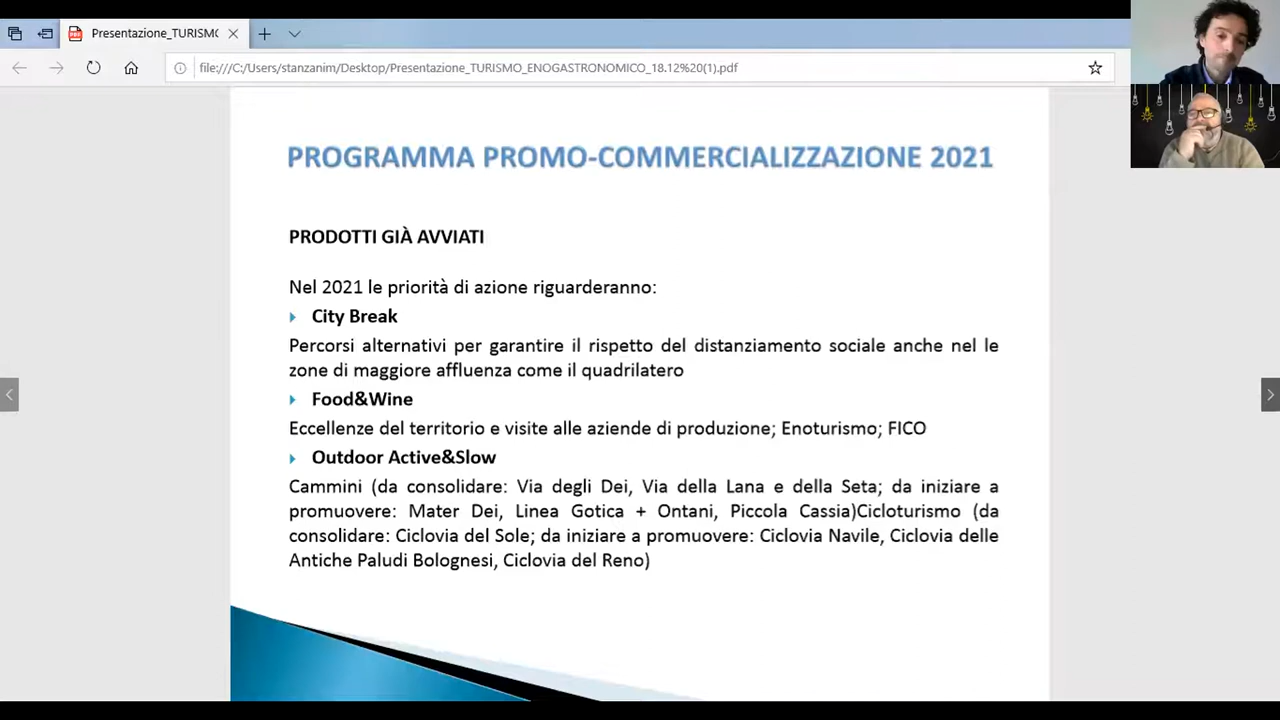 Presentazione_TURISM
file:///C:/Users/stanzanim/Desktop/Presentazione_TURISMO_ENOGASTRONOMICO_18.12%20(1).pdf
PROGRAMMA PROMO-COMMERCIALIZZAZIONE 2021
PRODOTTI GIÀ AVVIATI
Nel 2021 le priorità di azione riguarderanno:
City Break
Percorsi alternativi per garantire il rispetto del distanziamento sociale anche nel le
zone di maggiore affluenza come il quadrilatero
Food&Wine
Eccellenze del territorio e visite alle aziende di produzione; Enoturismo; FICO
Outdoor Active&Slow
Cammini (da consolidare: Via degli Dei, Via della Lana e della Seta; da iniziare a
promuovere: Mater Dei, Linea Gotica + Ontani, Piccola Cassia)Cicloturismo (da
consolidare: Ciclovia del Sole; da iniziare a promuovere: Ciclovia Navile, Ciclovia delle
Antiche Paludi Bolognesi, Ciclovia del Reno)